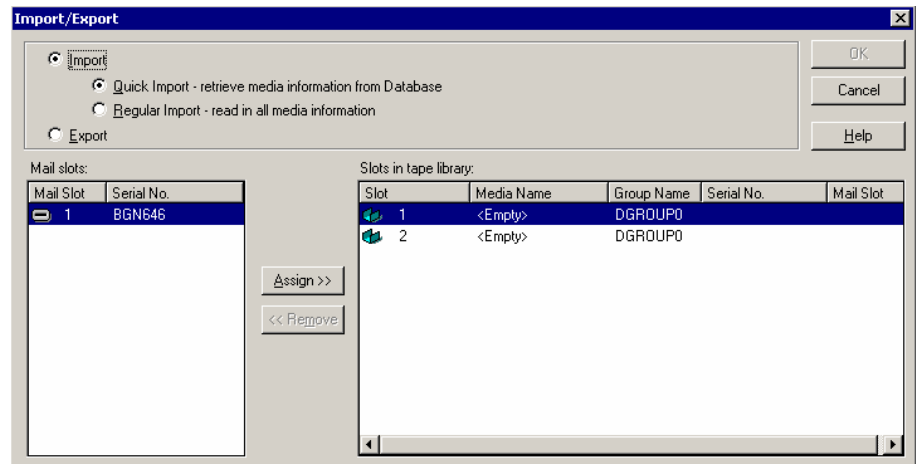 Import/Export
Import
OK
Quick Import - retrieve media information from Database
Cancel
Regular Import - read in all media information
Export
Help
Mail slots:
Slots in tape library:
Mail Slot Serial No.
Slot Media Name Group Name Serial No. Mail Slot
1 BGN646
1 <Empty> DGROUP0
2 <Empty> DGROUP0
Assign >>
<< Remove